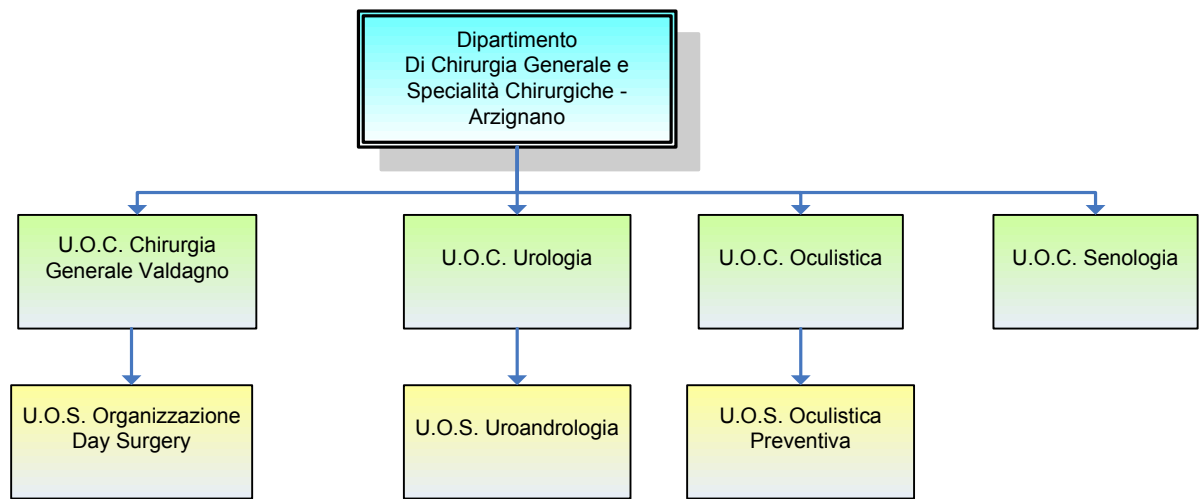 Dipartimento
Di Chirurgia Generale e
Specialità Chirurgiche -
Arzignano
U.O.C. Chirurgia
Generale Valdagno
U.O.C. Urologia
U.O.C. Oculistica
U.O.C. Senologia
U.O.S. Organizzazione
Day Surgery
U.O.S. Uroandrologia
U.O.S. Oculistica
Preventiva